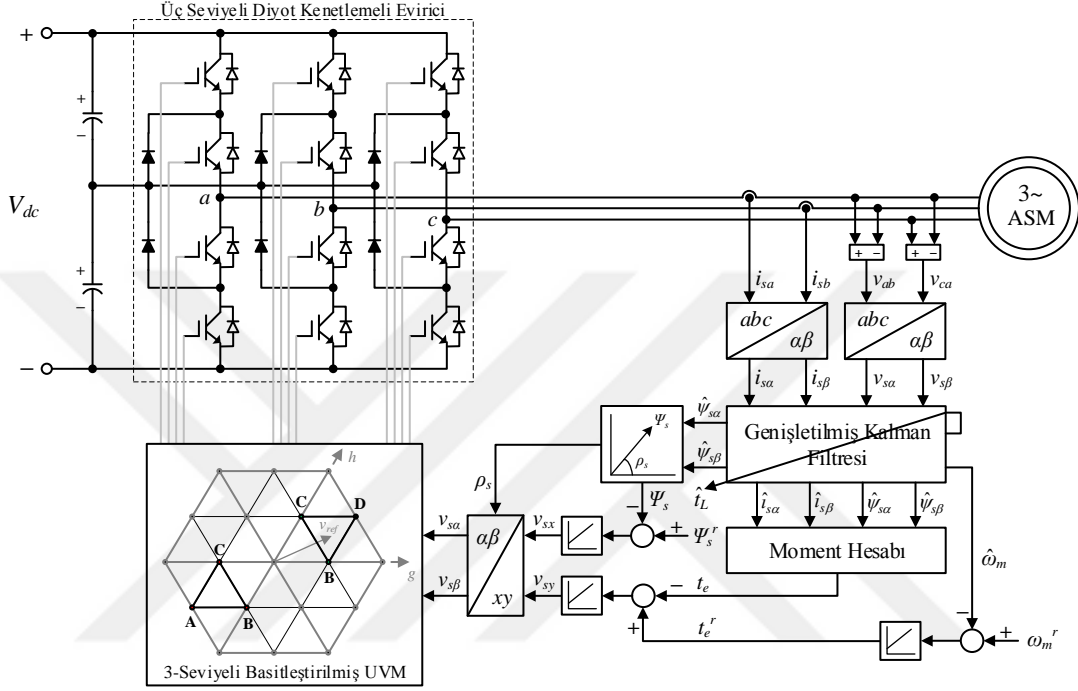 Üç Seviyeli Diyot Kenetlemeli Evirici
+
+
−
V_dc
+
−
−
a
b
c
3~
ASM
+ −
+ −
i_sa
i_sb
v_ab
v_ca
abc
αβ
abc
αβ
i_sα
i_sβ
v_sα
v_sβ
Genişletilmiş Kalman
Filtresi
ψ̂_sα
ψ̂_sβ
Ψ_s
ρ_s
ρ_s
t̂_L
î_sα
î_sβ
ψ̂_sα
ψ̂_sβ
Moment Hesabı
ω̂_m
Ψ_s
−
+
Ψ_s^r
v_sx
v_sy
αβ
xy
v_sα
v_sβ
−
t_e
+
t_e^r
−
+
ω_m^r
h
C
D
v_ref
C
B
g
A
B
3-Seviyeli Basitleştirilmiş UVM